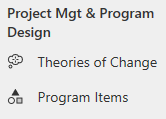 Project Mgt & Program
Design
Theories of Change
Program Items